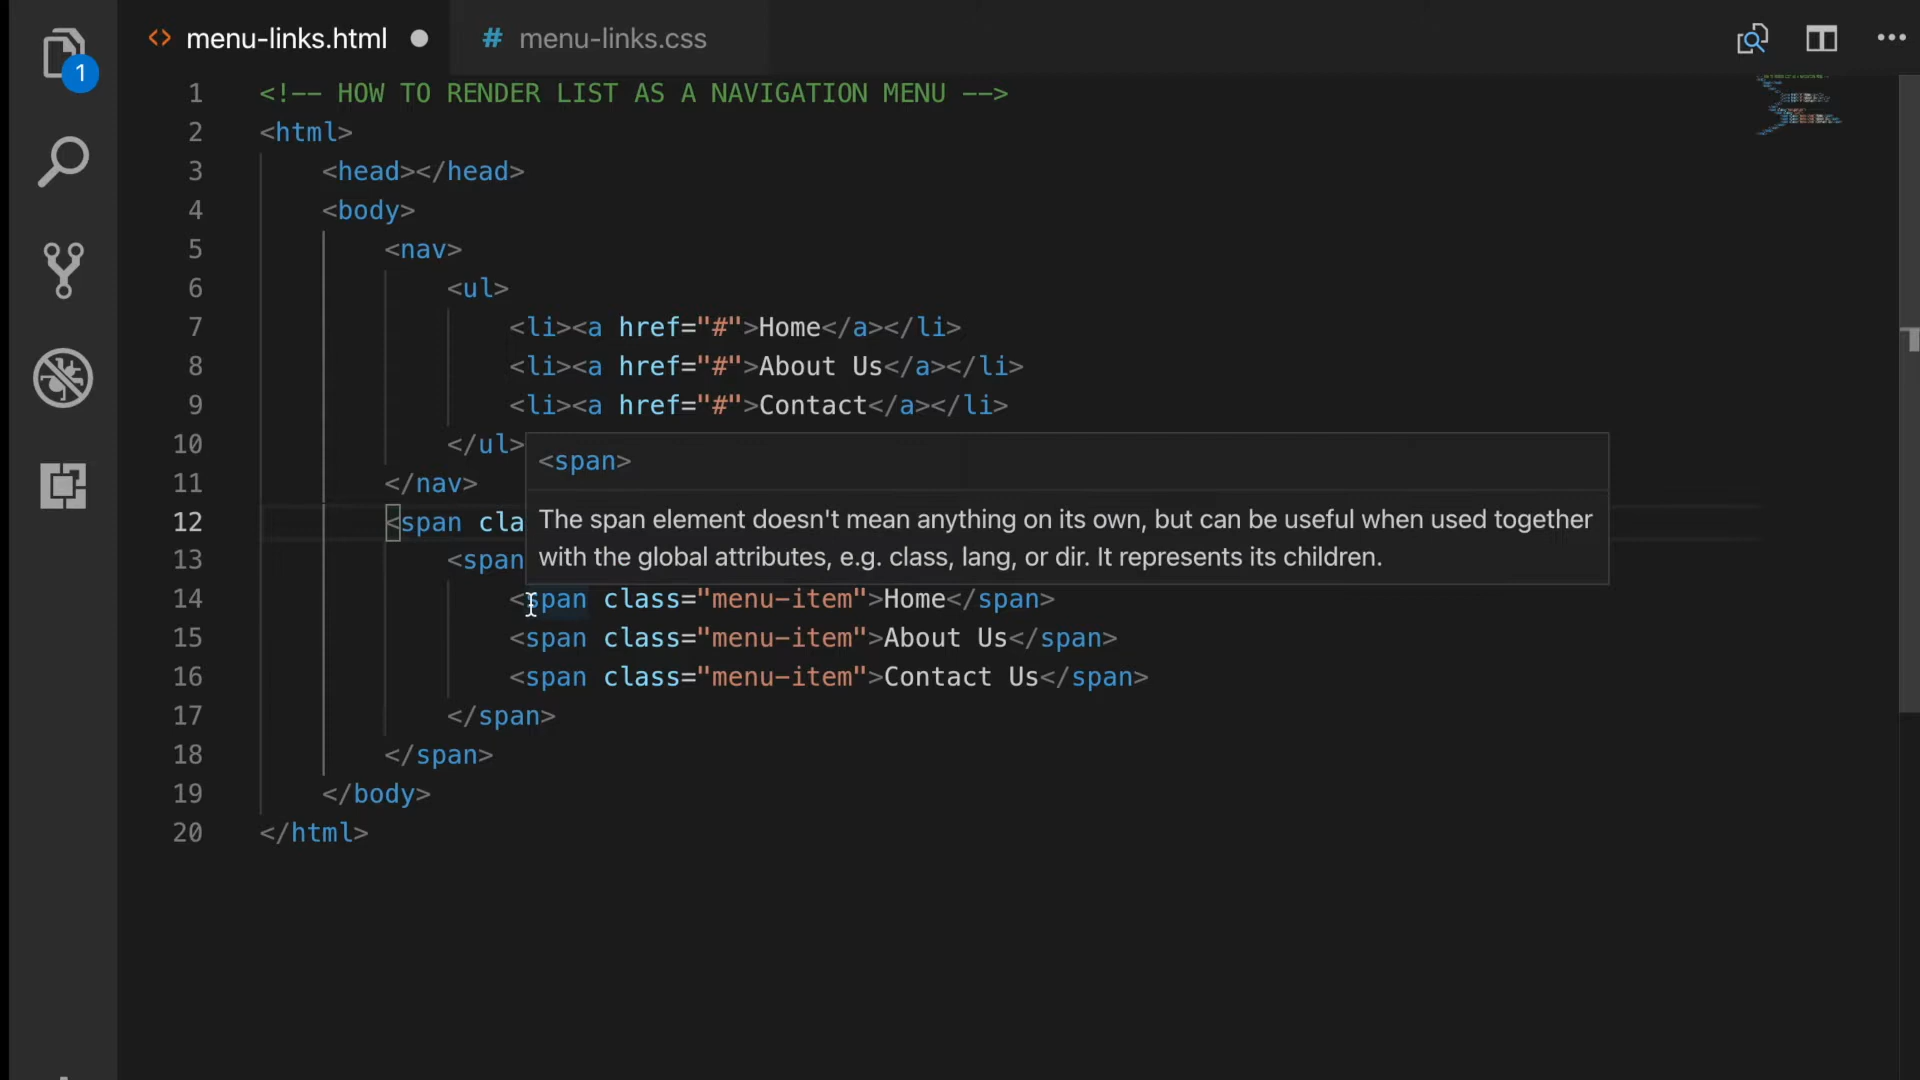 1
<> menu-links.html ● # menu-links.css
1 <!-- HOW TO RENDER LIST AS A NAVIGATION MENU -->
2 <html>
3 <head></head>
4 <body>
5 <nav>
6 <ul>
7 <li><a href="#">Home</a></li>
8 <li><a href="#">About Us</a></li>
9 <li><a href="#">Contact</a></li>
10 </ul>
<span>
11 </nav>
12 <span cla
The span element doesn't mean anything on its own, but can be useful when used together
with the global attributes, e.g. class, lang, or dir. It represents its children.
13 <span
14 <span class="menu-item">Home</span>
15 <span class="menu-item">About Us</span>
16 <span class="menu-item">Contact Us</span>
17 </span>
18 </span>
19 </body>
20 </html>